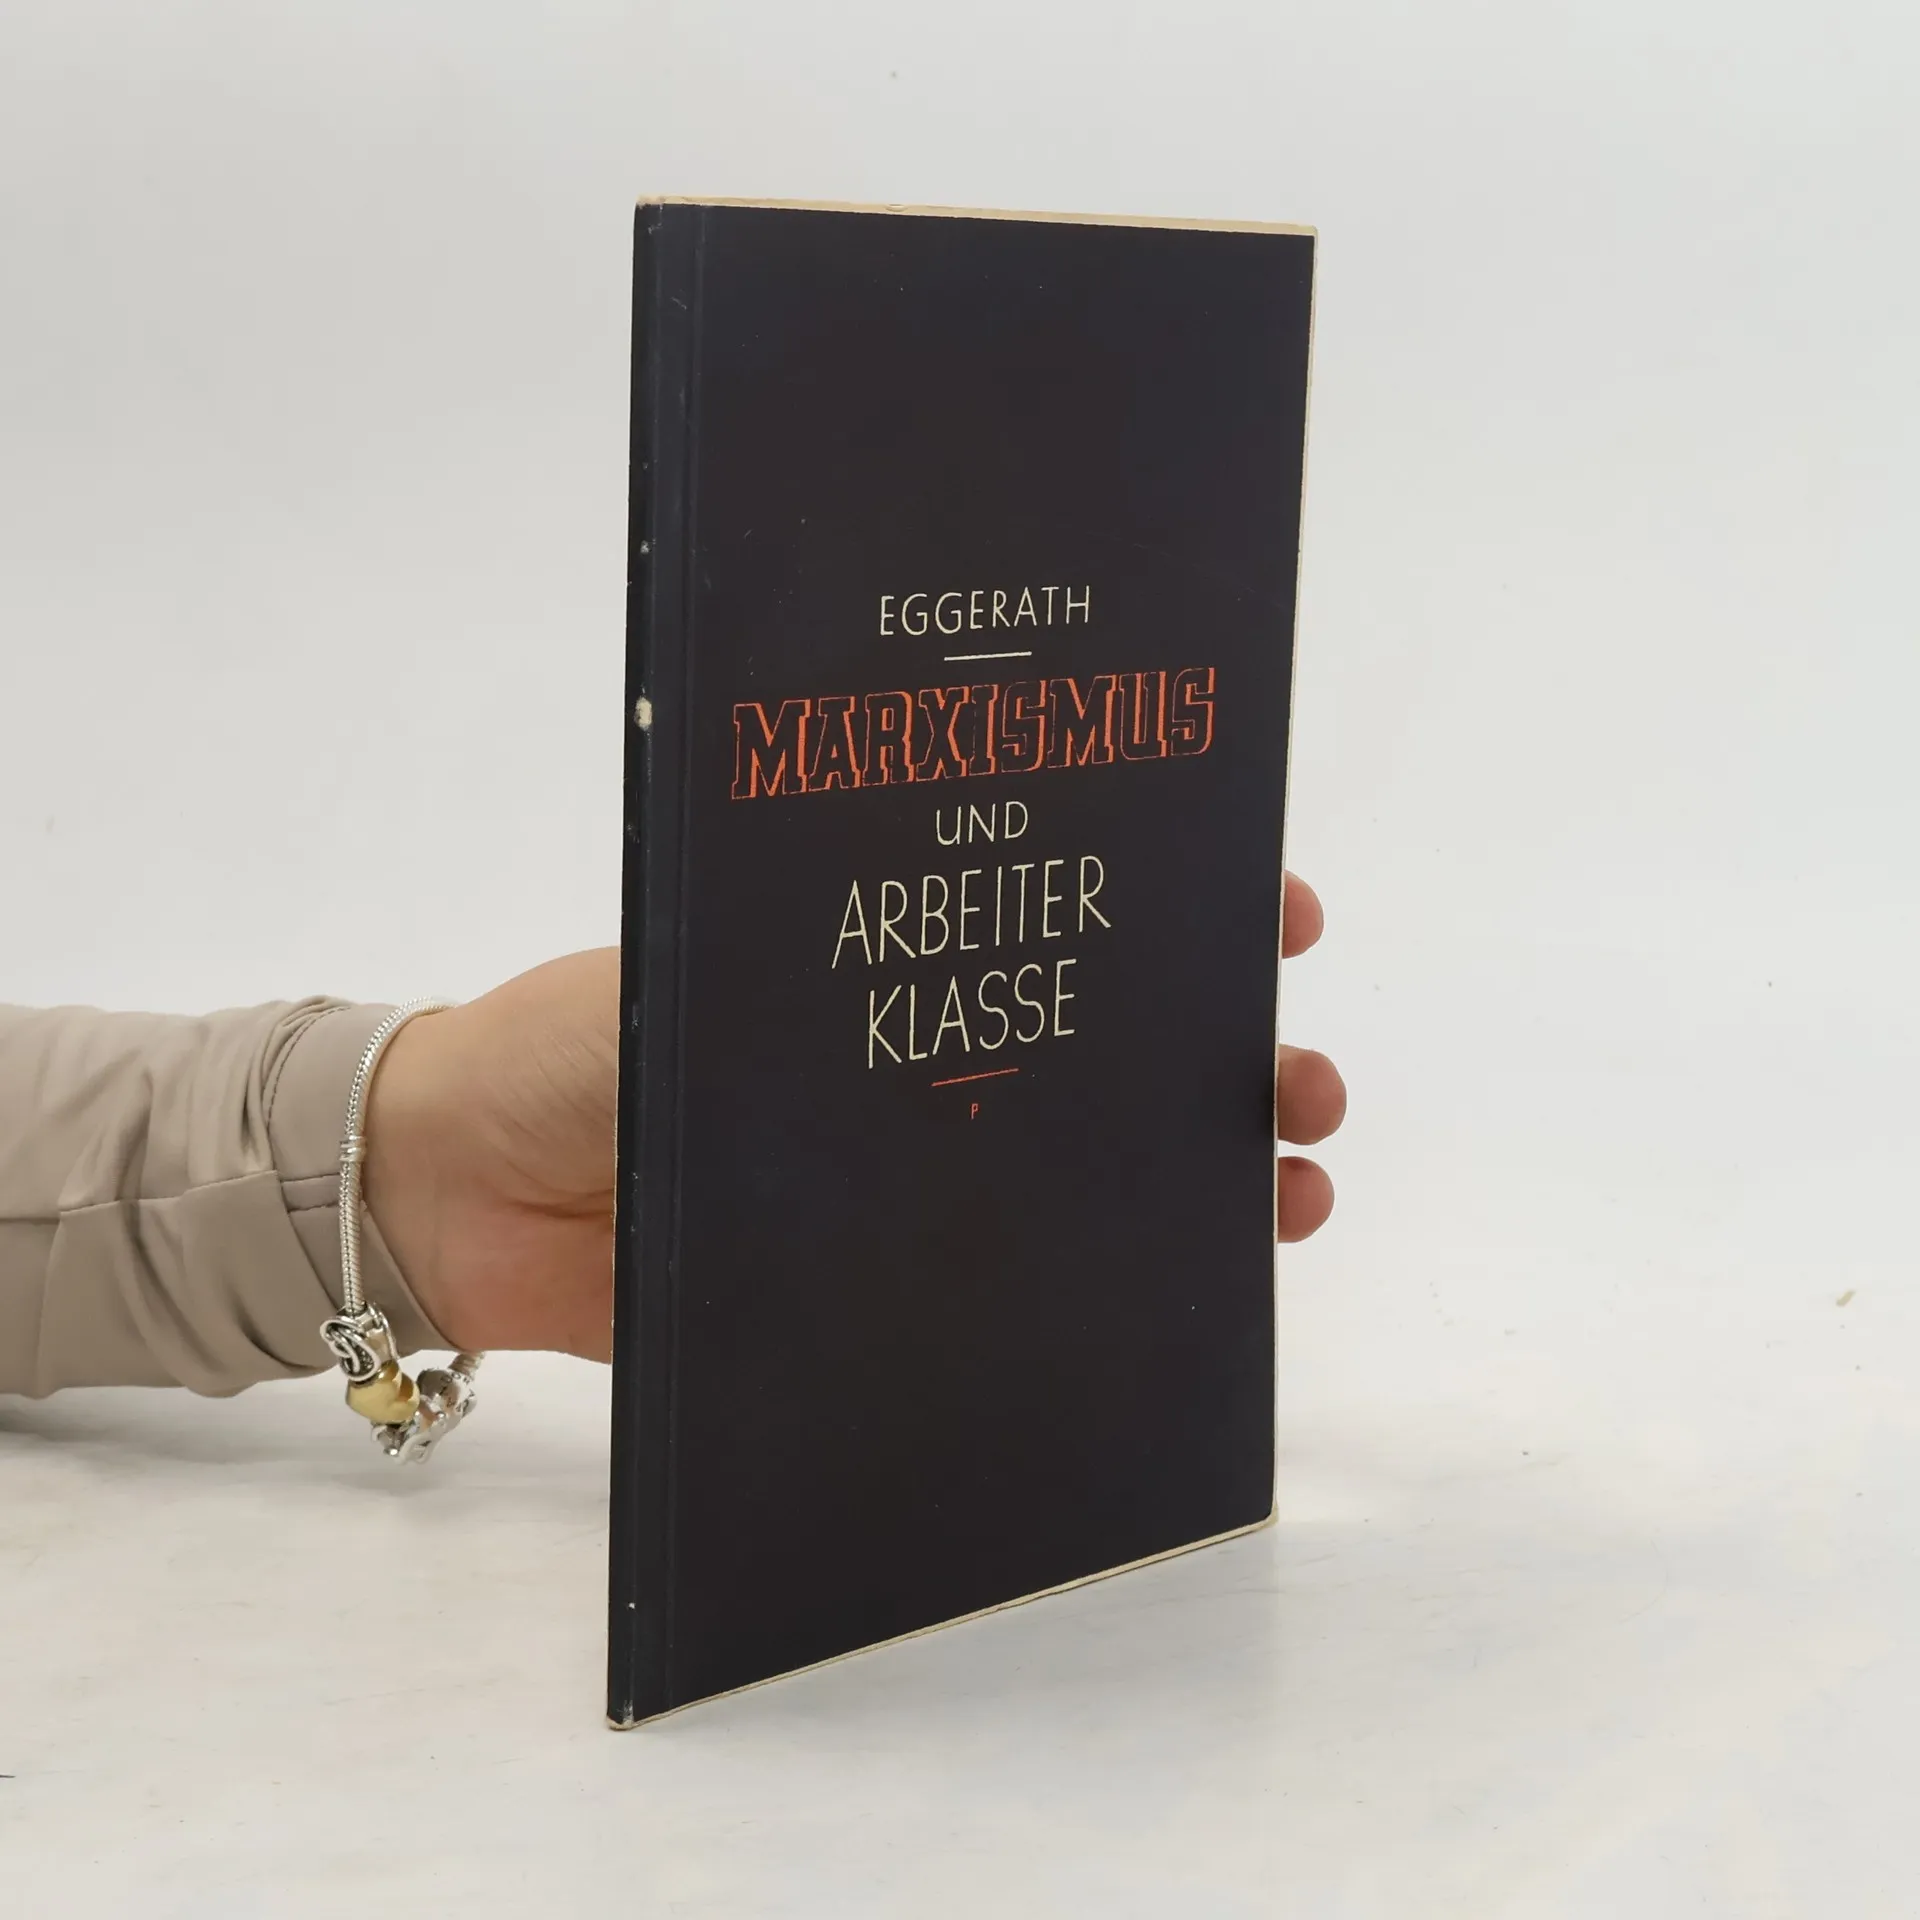 EGGERATH
MARXISMUS
UND
ARBEITER
KLASSE
P